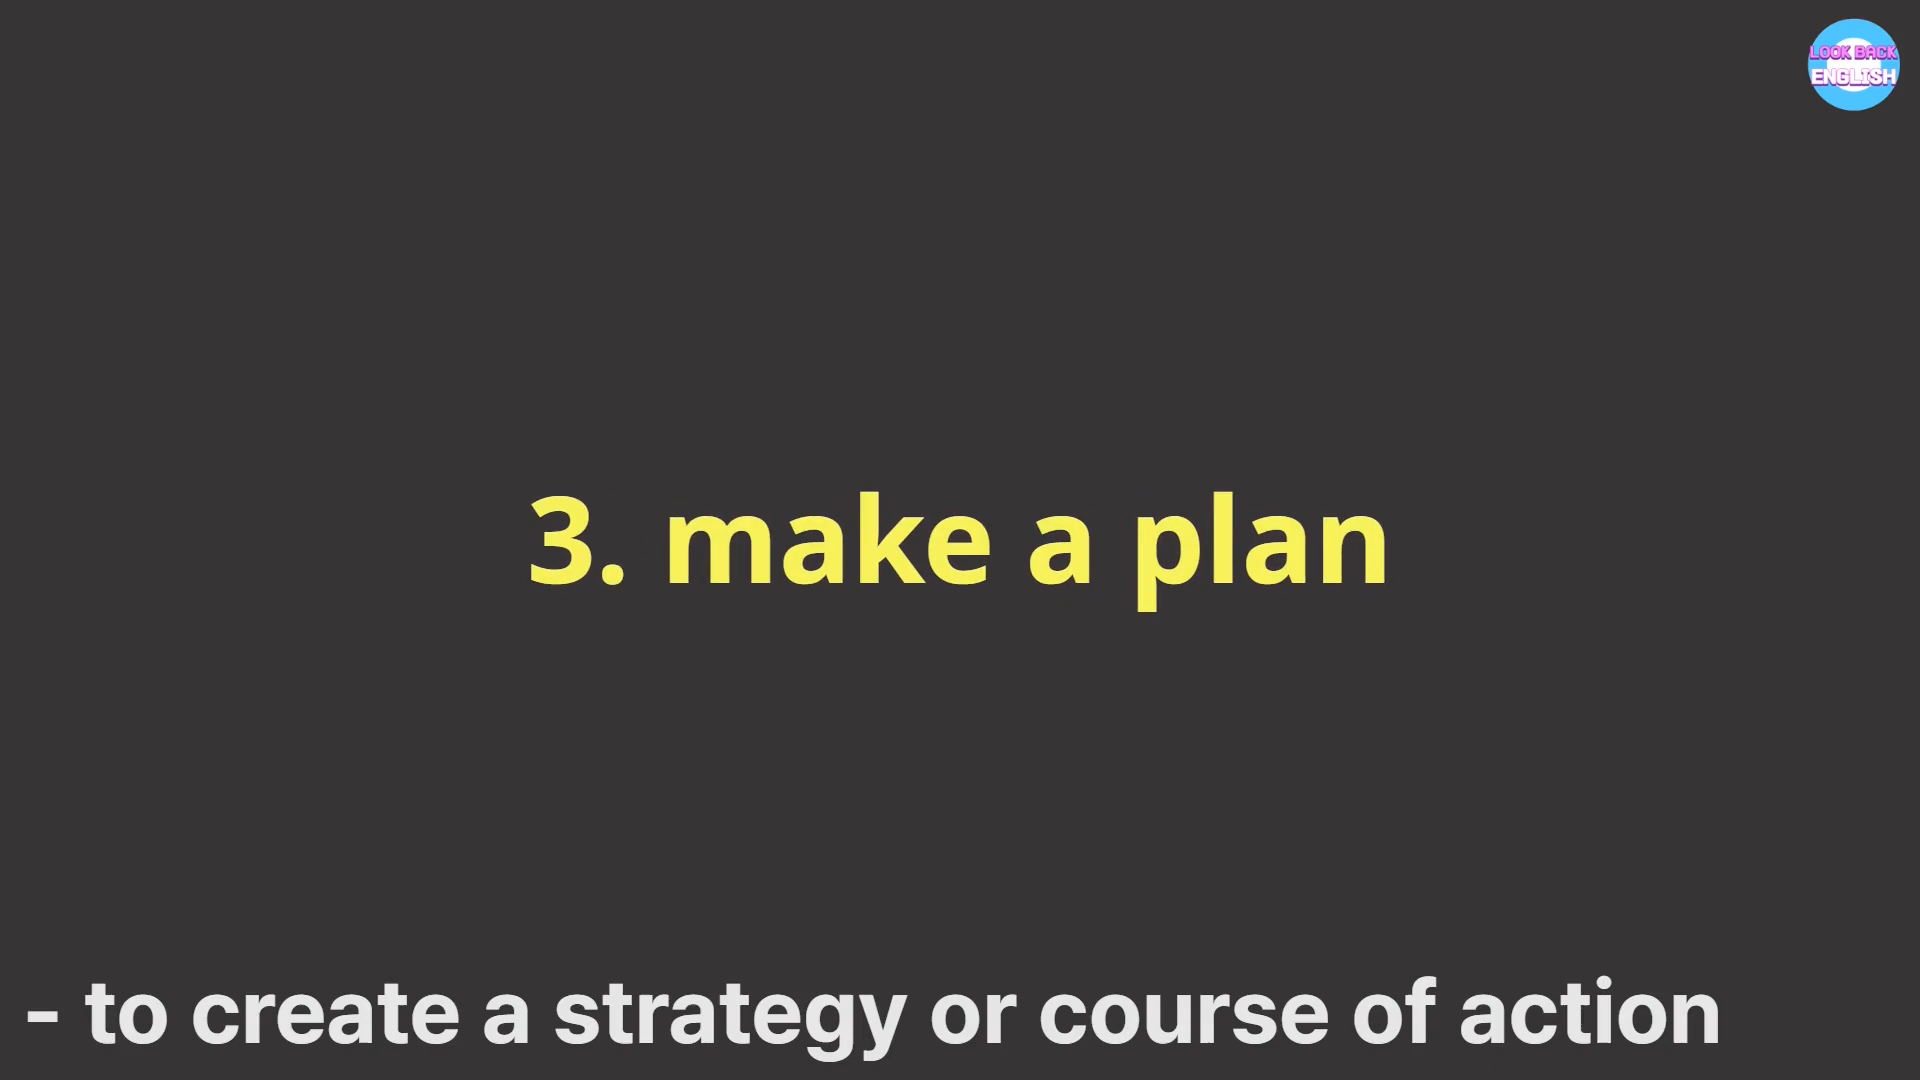 LOOK BACK
ENGLISH
3. make a plan
- to create a strategy or course of action